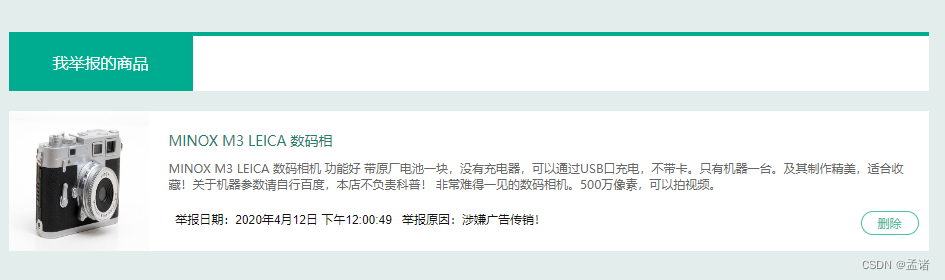 我举报的商品
MINOX M3 LEICA 数码相
MINOX M3 LEICA 数码相机 功能好 带原厂电池一块，没有充电器，可以通过USB口充电，不带卡。只有机器一台。及其制作精美，适合收
藏！关于机器参数请自行百度，本店不负责科普！ 非常难得一见的数码相机。500万像素，可以拍视频。
举报日期：2020年4月12日 下午12:00:49 举报原因：涉嫌广告传销！
删除
CSDN @孟诸